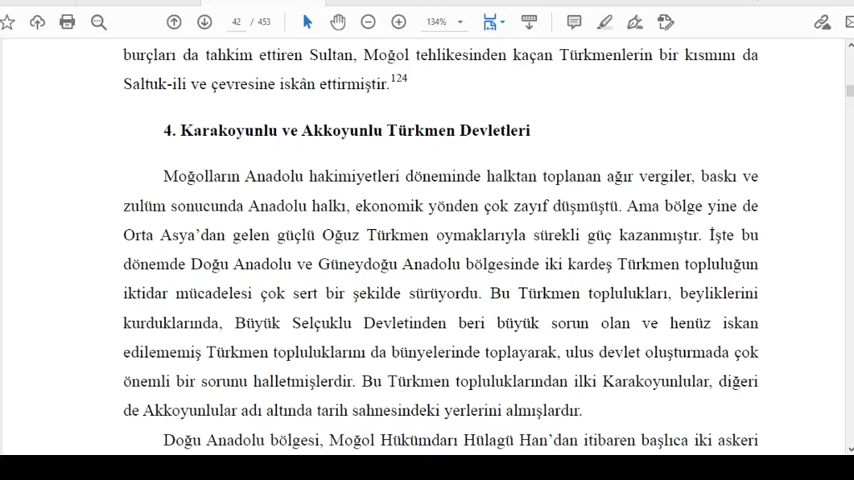 42 / 453
134%
burçları da tahkim ettiren Sultan, Moğol tehlikesinden kaçan Türkmenlerin bir kısmını da
Saltuk-ili ve çevresine iskân ettirmiştir.124
4. Karakoyunlu ve Akkoyunlu Türkmen Devletleri
Moğolların Anadolu hakimiyetleri döneminde halktan toplanan ağır vergiler, baskı ve
zulüm sonucunda Anadolu halkı, ekonomik yönden çok zayıf düşmüştü. Ama bölge yine de
Orta Asya’dan gelen güçlü Oğuz Türkmen oymaklarıyla sürekli güç kazanmıştır. İşte bu
dönemde Doğu Anadolu ve Güneydoğu Anadolu bölgesinde iki kardeş Türkmen topluluğun
iktidar mücadelesi çok sert bir şekilde sürüyordu. Bu Türkmen toplulukları, beyliklerini
kurduklarında, Büyük Selçuklu Devletinden beri büyük sorun olan ve henüz iskan
edilememiş Türkmen topluluklarını da bünyelerinde toplayarak, ulus devlet oluşturmada çok
önemli bir sorunu halletmişlerdir. Bu Türkmen topluluklarından ilki Karakoyunlular, diğeri
de Akkoyunlular adı altında tarih sahnesindeki yerlerini almışlardır.
Doğu Anadolu bölgesi, Moğol Hükümdarı Hülagü Han’dan itibaren başlıca iki askeri